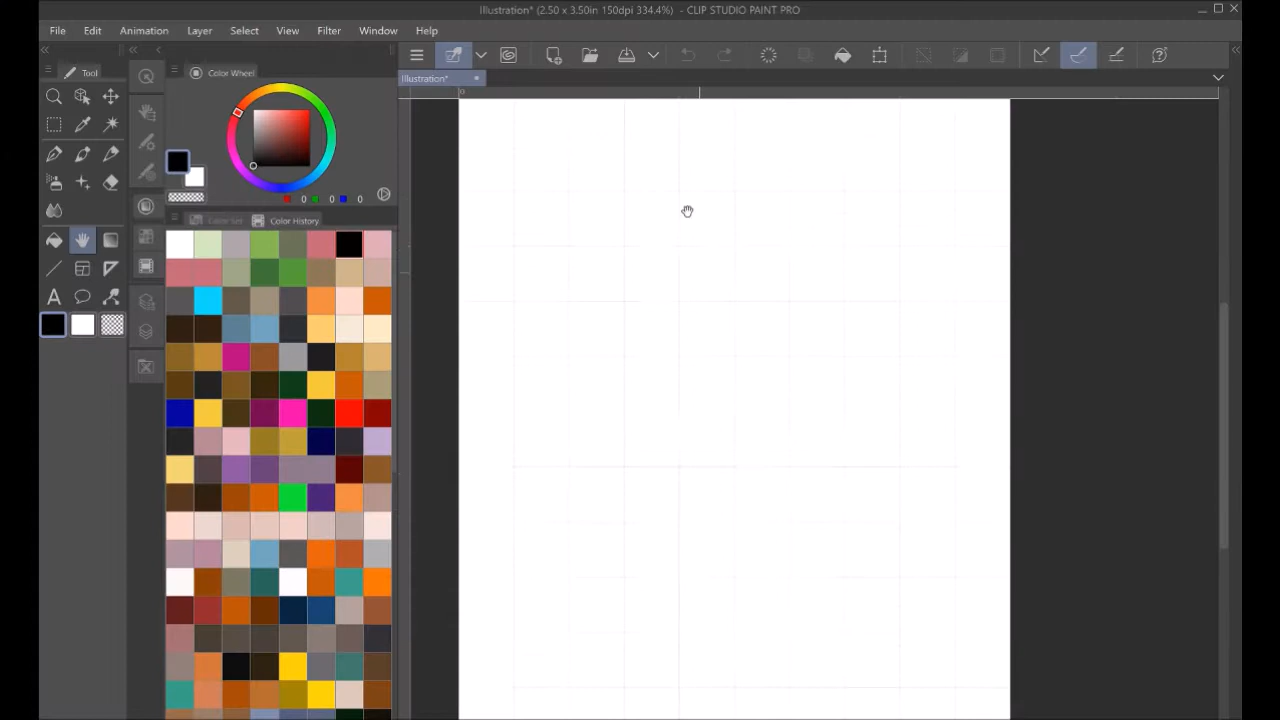 Illustration* (2.50 x 3.50in 150dpi 334.4%) - CLIP STUDIO PAINT PRO
File Edit Animation Layer Select View Filter Window Help
Tool
Color Wheel
Illustration*
0
0 0 0
Color Set Color History
A